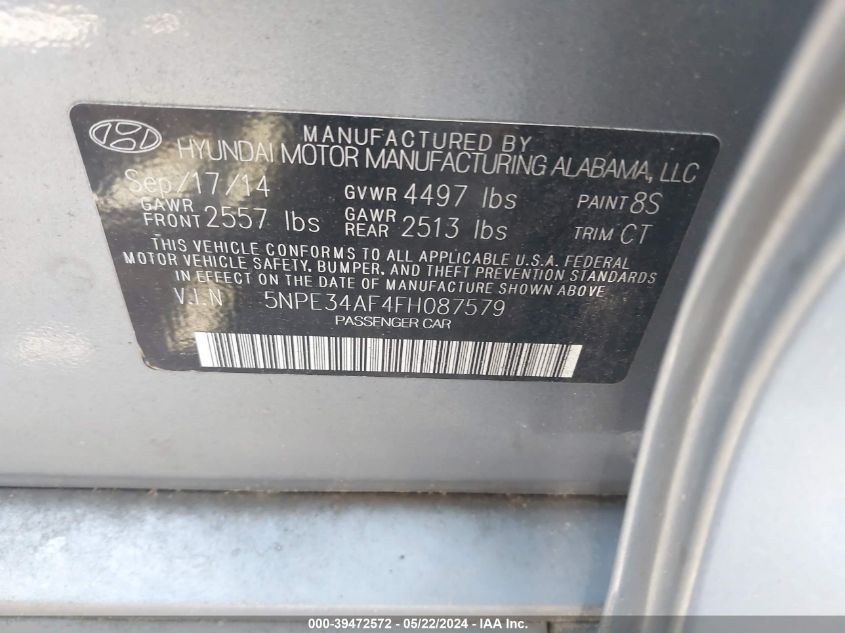 MANUFACTURED BY
HYUNDAI MOTOR MANUFACTURING ALABAMA, LLC
Sep/17/14 GVWR 4497 lbs PAINT 8S
GAWR FRONT 2557 lbs GAWR REAR 2513 lbs TRIM CT
THIS VEHICLE CONFORMS TO ALL APPLICABLE U.S.A. FEDERAL
MOTOR VEHICLE SAFETY, BUMPER, AND THEFT PREVENTION STANDARDS
IN EFFECT ON THE DATE OF MANUFACTURE SHOWN ABOVE.
V.I.N 5NPE34AF4FH087579
PASSENGER CAR
000-39472572 - 05/22/2024 - IAA Inc.